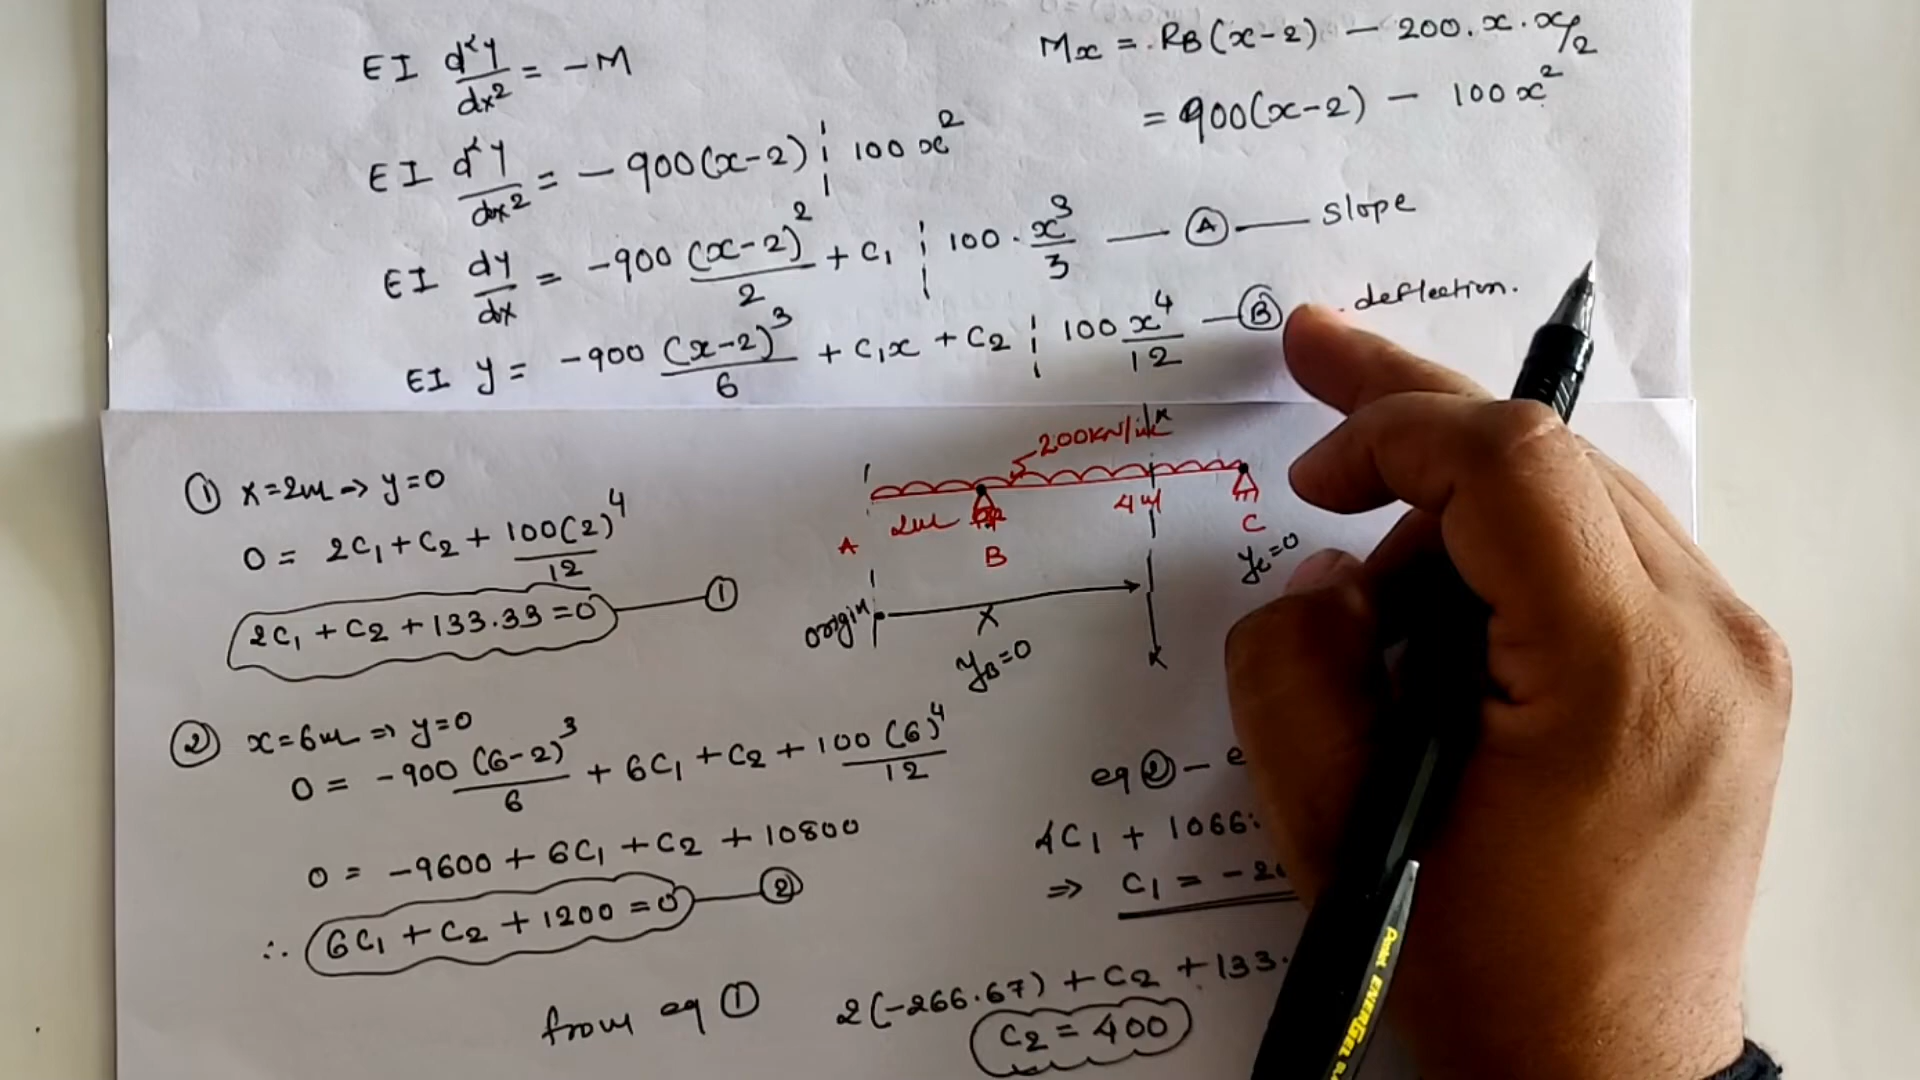 EI d²y/dx² = -M
EI d²y/dx² = -900(x-2) ¦ 100x²
EI dy/dx = -900 (x-2)²/2 + C₁ ¦ 100 · x³/3 — Ⓐ — slope
EI y = -900 (x-2)³/6 + C₁x + C₂ ¦ 100 x⁴/12 — Ⓑ deflection.
Mx = RB(x-2) - 200.x.x/2
= 900(x-2) - 100x²
① x=2m → y=0
0 = 2C₁ + C₂ + 100(2)⁴/12
2C₁ + C₂ + 133.33 = 0 — ①
② x=6m ⇒ y=0
0 = -900 (6-2)³/6 + 6C₁ + C₂ + 100(6)⁴/12
0 = -9600 + 6C₁ + C₂ + 10800
∴ 6C₁ + C₂ + 1200 = 0 — ②
from eq ①
200KN/m
x
2m
4m
A
B
C
origin
x
yB=0
yc=0
x
eq ② -
4C₁ + 1066.
⇒ C₁ = -2
2(-266.67) + C₂ + 133.
C₂ = 400
Pentel ENERGEL